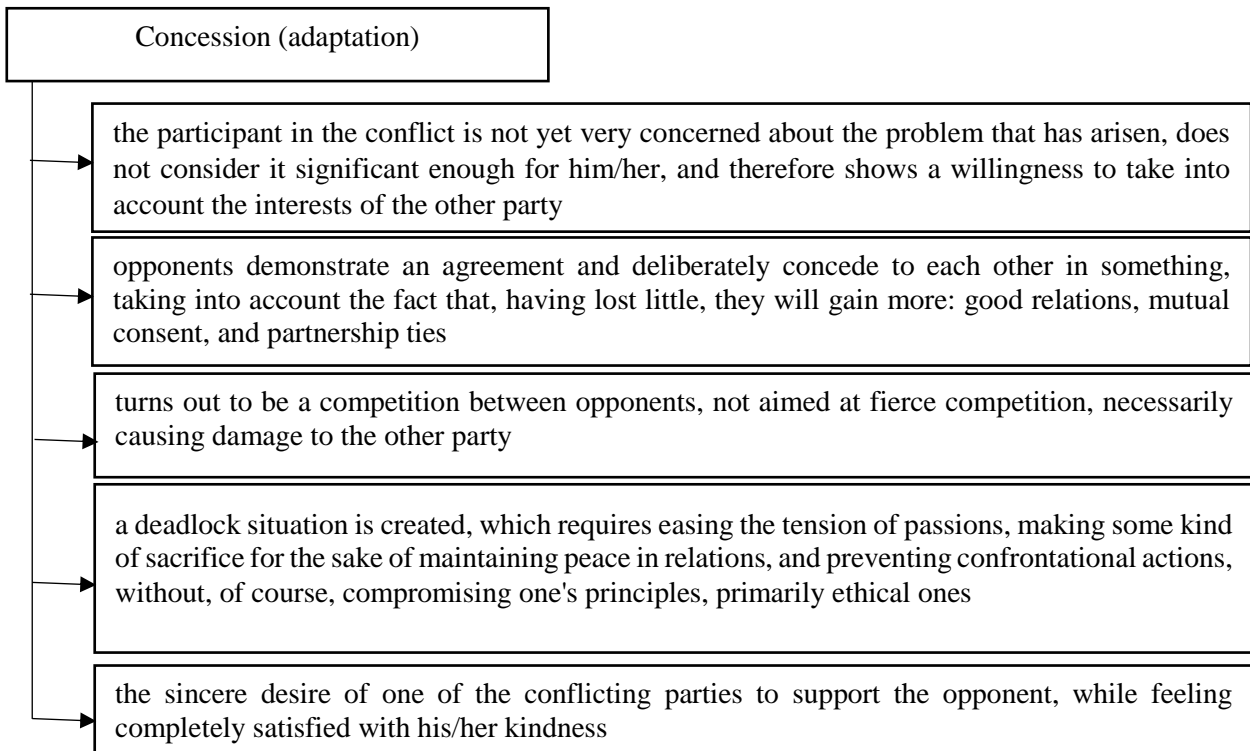 Concession (adaptation)
the participant in the conflict is not yet very concerned about the problem that has arisen, does
not consider it significant enough for him/her, and therefore shows a willingness to take into
account the interests of the other party
opponents demonstrate an agreement and deliberately concede to each other in something,
taking into account the fact that, having lost little, they will gain more: good relations, mutual
consent, and partnership ties
turns out to be a competition between opponents, not aimed at fierce competition, necessarily
causing damage to the other party
a deadlock situation is created, which requires easing the tension of passions, making some kind
of sacrifice for the sake of maintaining peace in relations, and preventing confrontational actions,
without, of course, compromising one's principles, primarily ethical ones
the sincere desire of one of the conflicting parties to support the opponent, while feeling
completely satisfied with his/her kindness